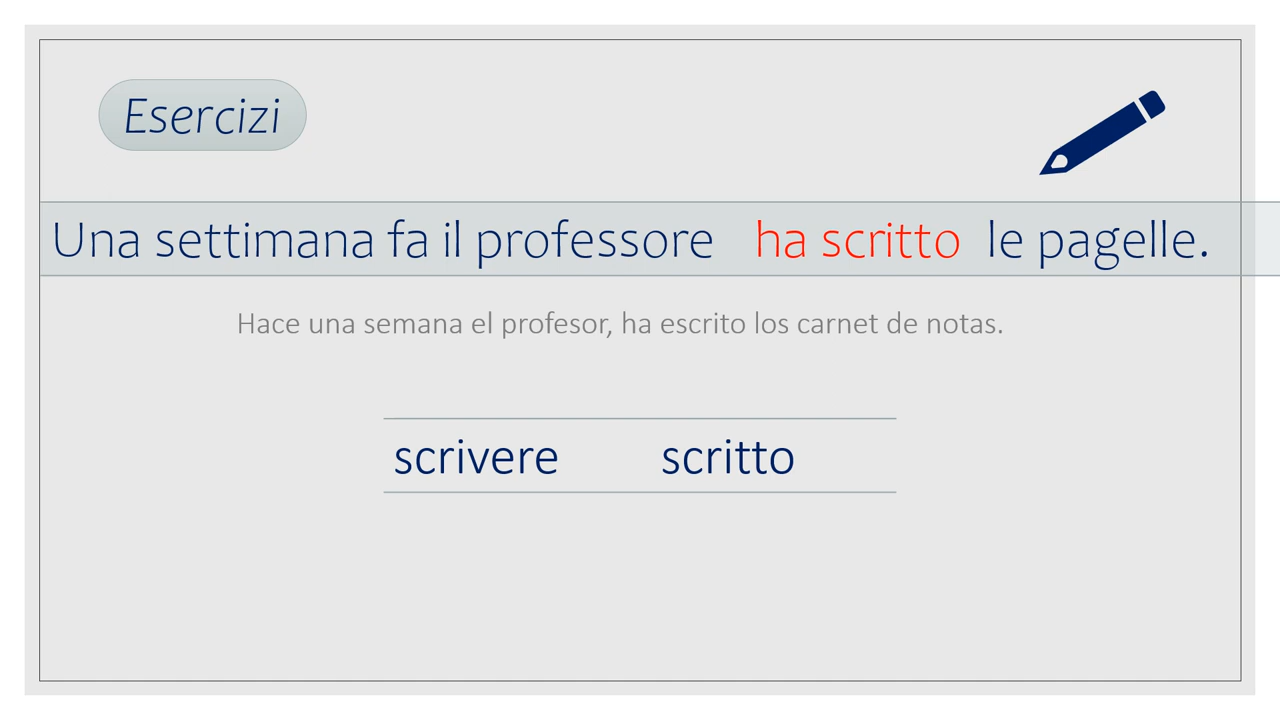 Esercizi
Una settimana fa il professore ha scritto le pagelle.
Hace una semana el profesor, ha escrito los carnet de notas.
scrivere scritto